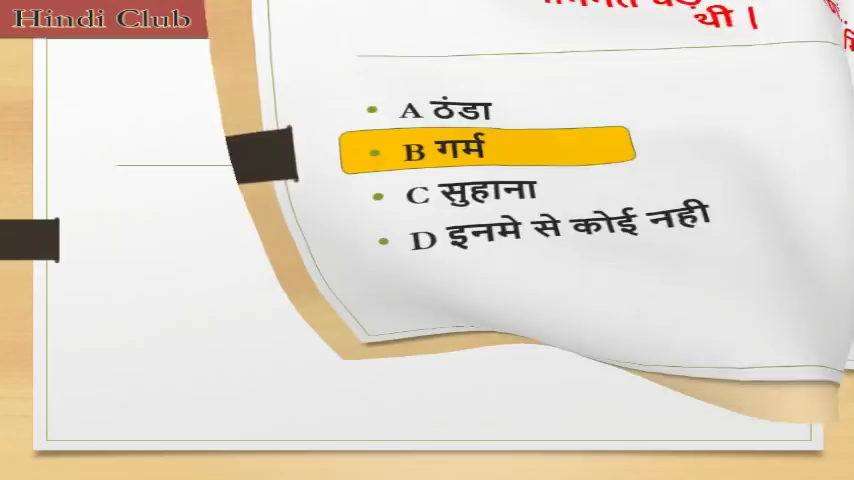 Hindi Club
थी ।
A ठंडा
B गर्म
C सुहाना
D इनमे से कोई नही